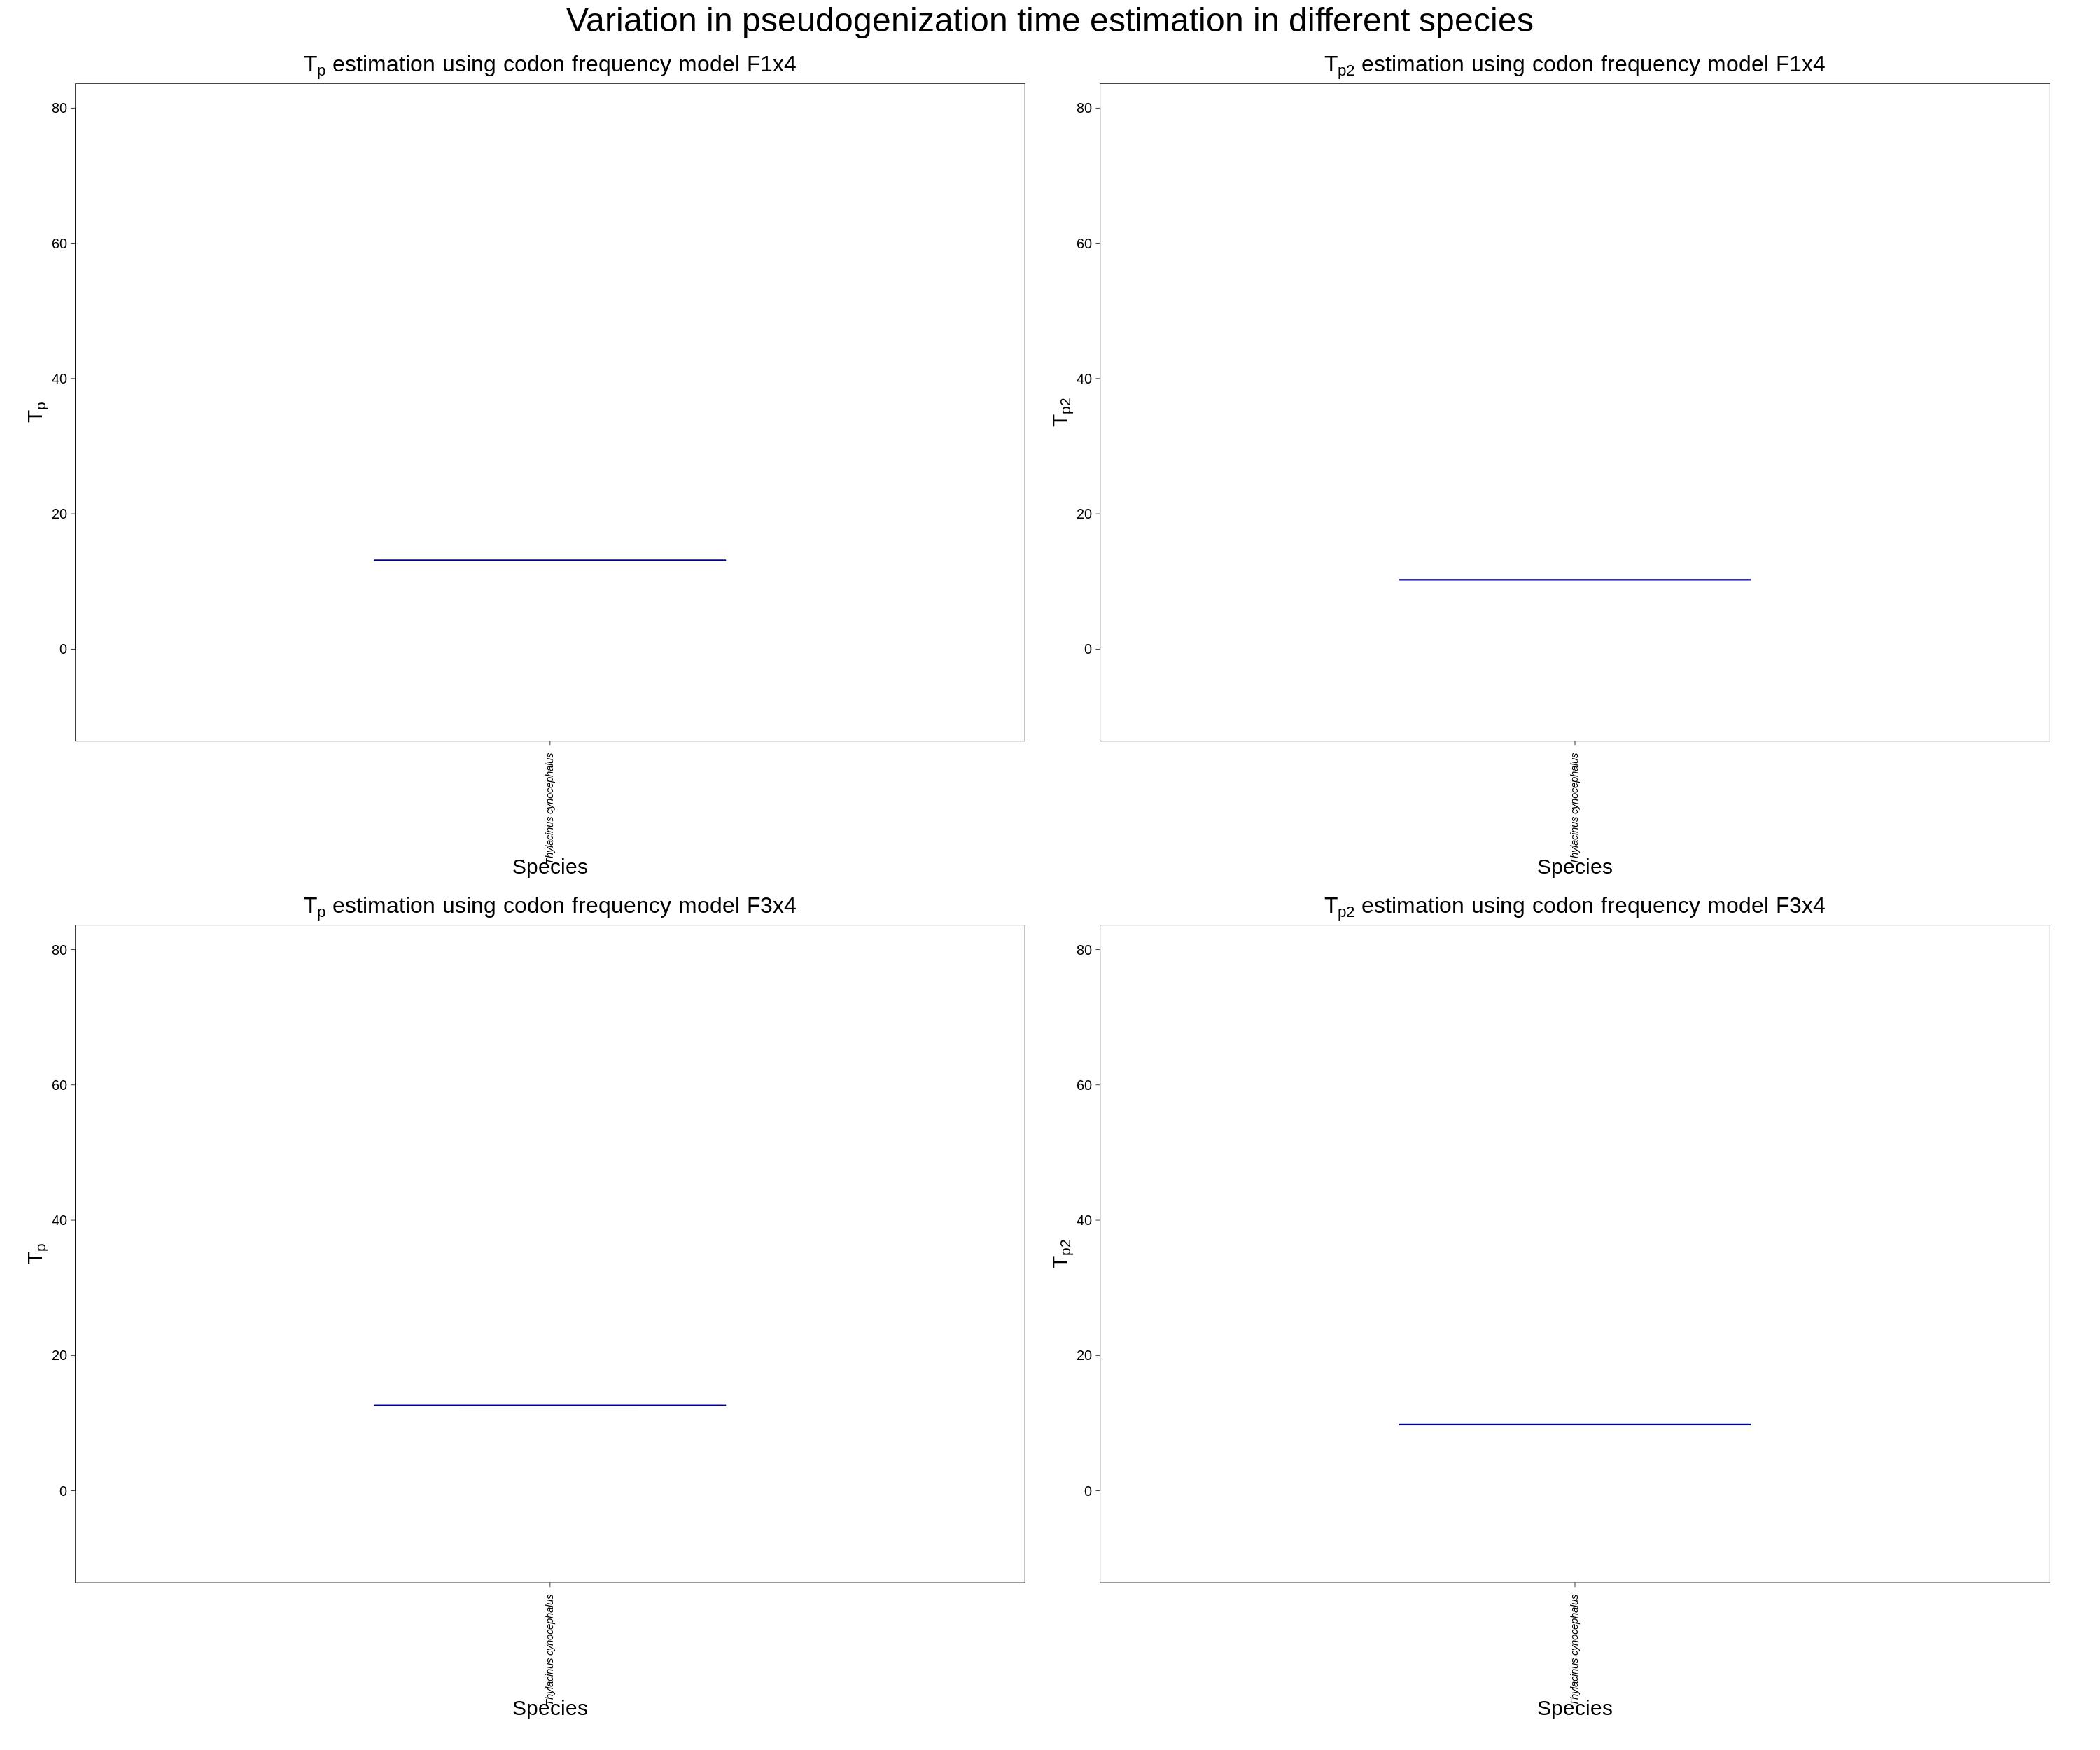 Variation in pseudogenization time estimation in different species
Tp estimation using codon frequency model F1x4
80
60
40
20
0
Tp
Thylacinus cynocephalus
Species
Tp2 estimation using codon frequency model F1x4
80
60
40
20
0
Tp2
Thylacinus cynocephalus
Species
Tp estimation using codon frequency model F3x4
80
60
40
20
0
Tp
Thylacinus cynocephalus
Species
Tp2 estimation using codon frequency model F3x4
80
60
40
20
0
Tp2
Thylacinus cynocephalus
Species